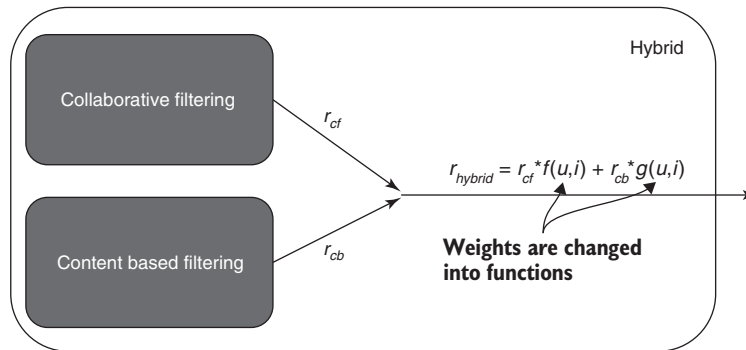 Hybrid
Collaborative filtering
r_cf
r_hybrid = r_cf*f(u,i) + r_cb*g(u,i)
Content based filtering
r_cb
Weights are changed
into functions